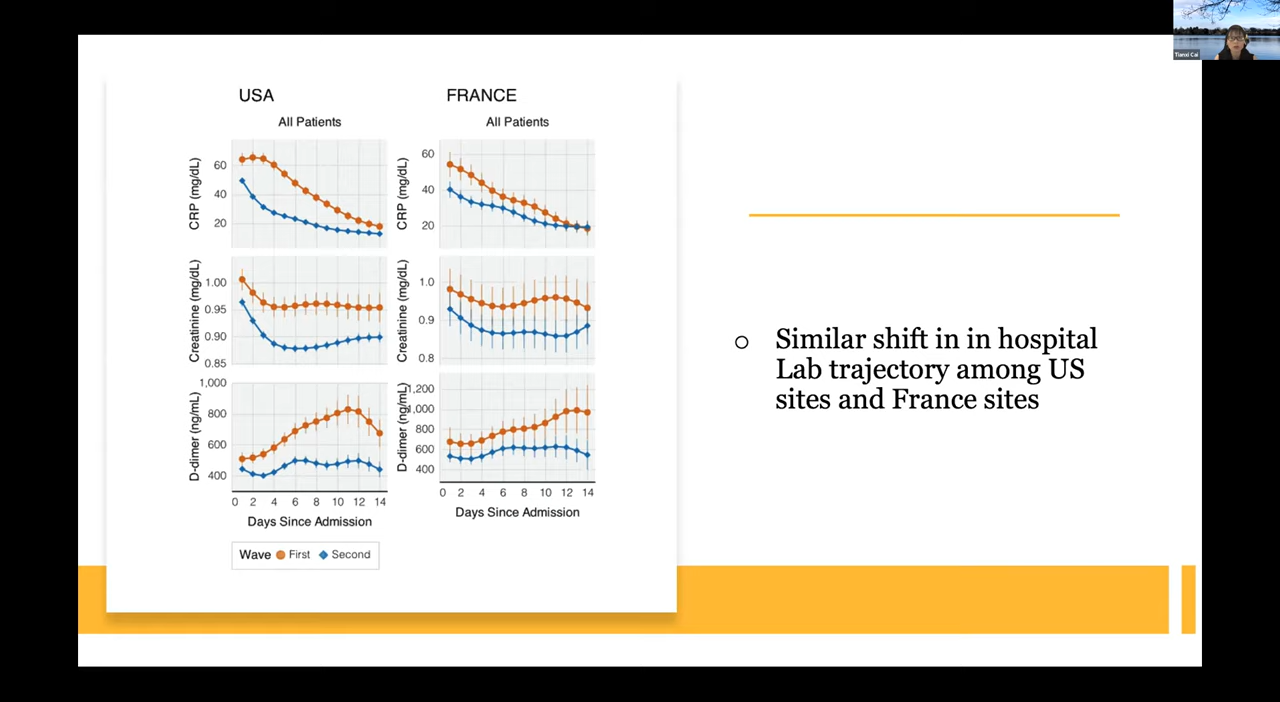 Tianxi Cai
USA
FRANCE
All Patients
All Patients
CRP (mg/dL)
60
40
20
CRP (mg/dL)
60
40
20
Creatinine (mg/dL)
1.00
0.95
0.90
0.85
Creatinine (mg/dL)
1.0
0.9
0.8
D-dimer (ng/mL)
1,000
800
600
400
D-dimer (ng/mL)
1,200
1,000
800
600
400
0 2 4 6 8 10 12 14
0 2 4 6 8 10 12 14
Days Since Admission
Days Since Admission
Wave First Second
Similar shift in in hospital
Lab trajectory among US
sites and France sites